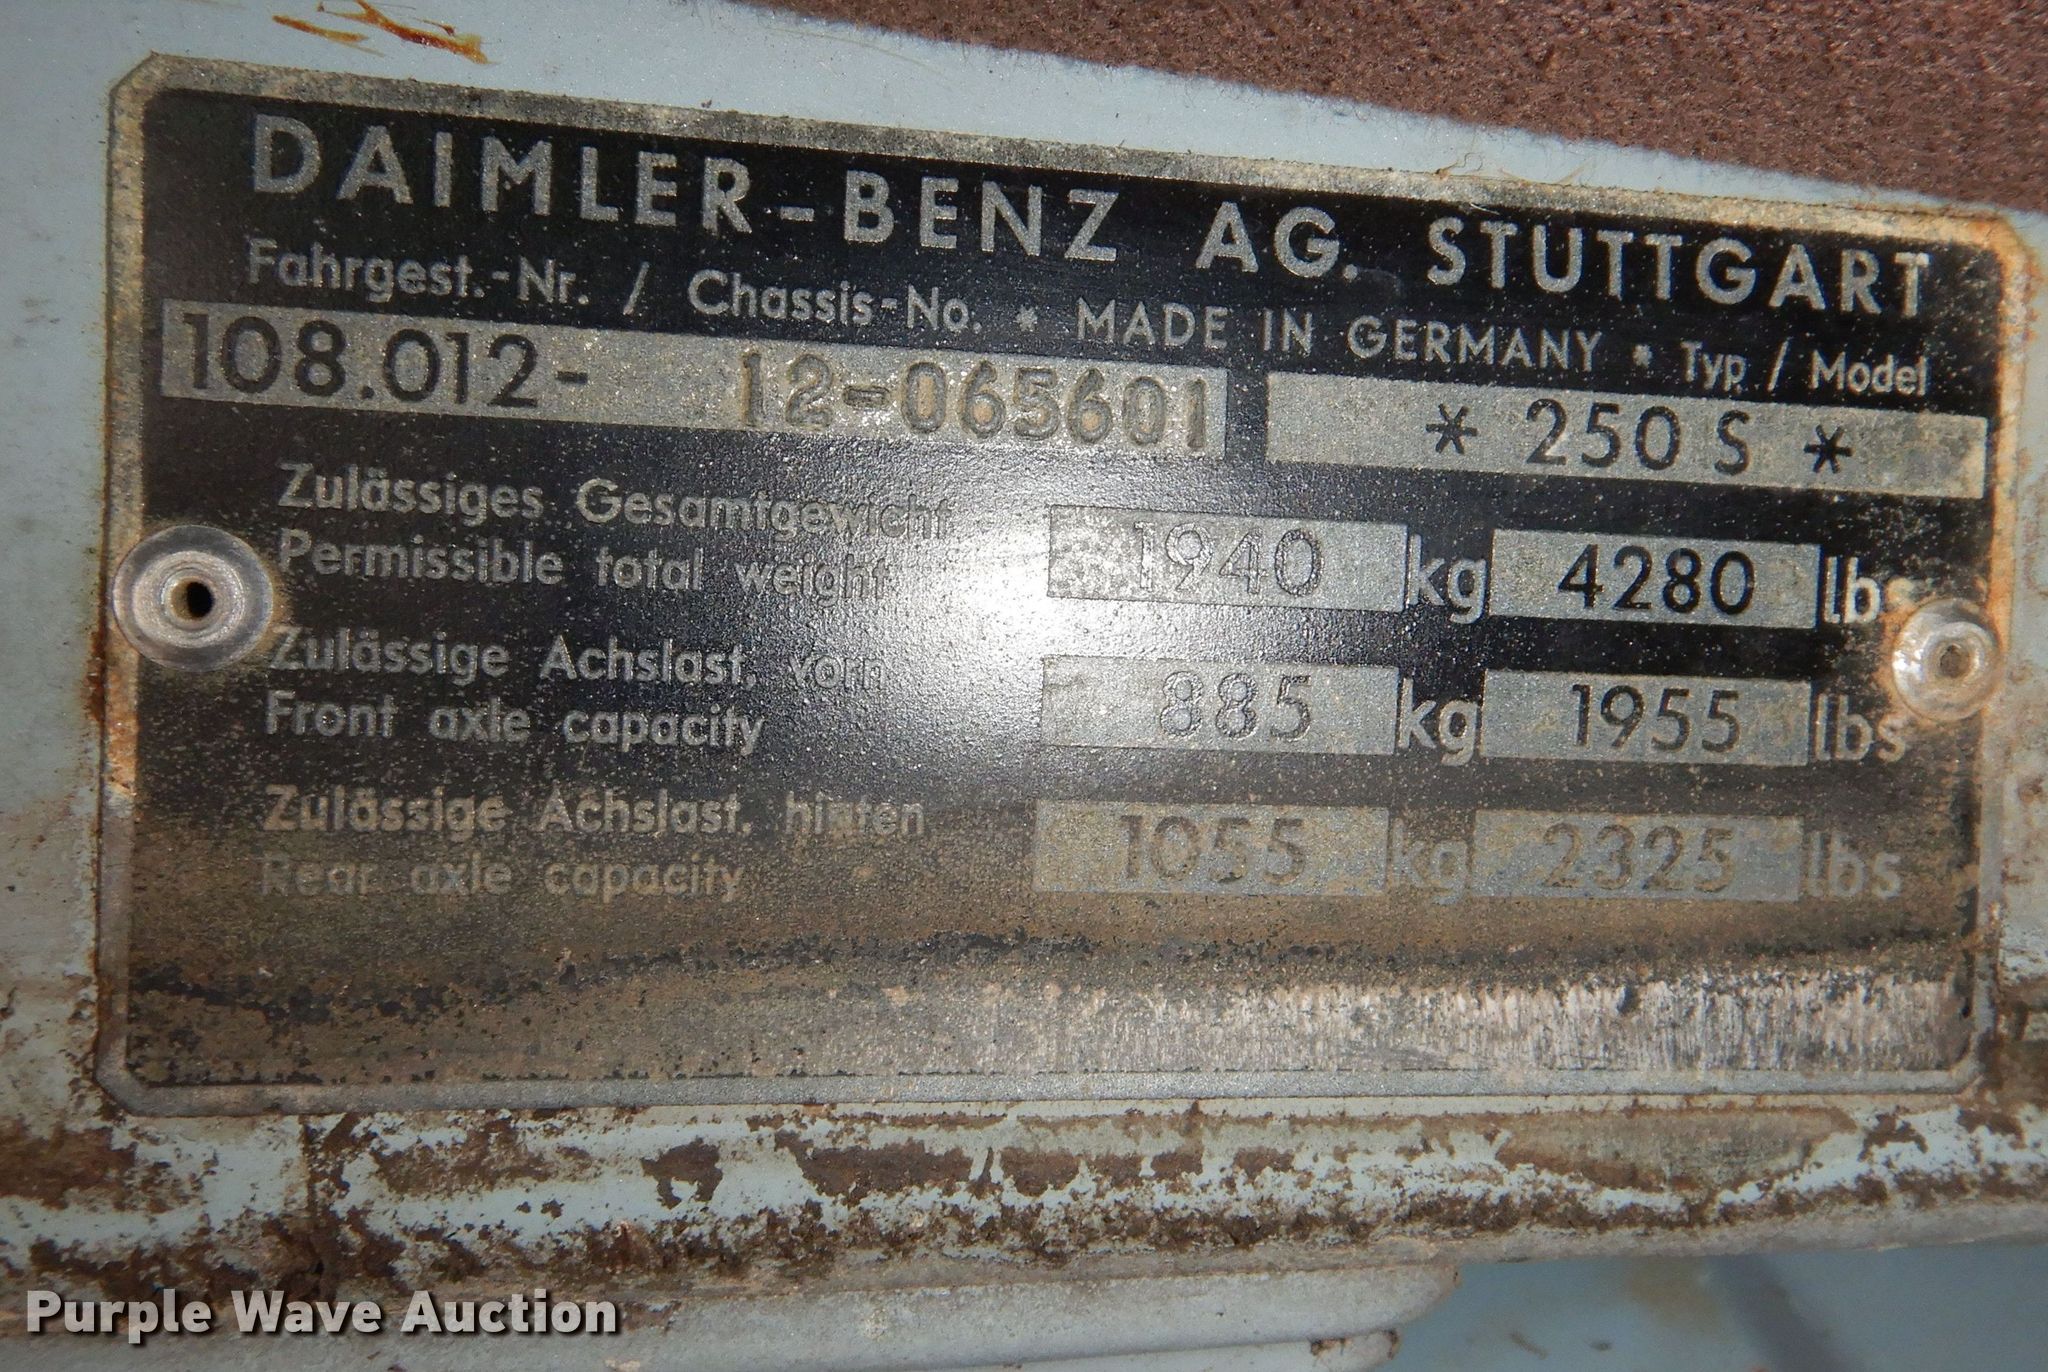 DAIMLER-BENZ AG. STUTTGART
Fahrgest.-Nr. / Chassis-No. * MADE IN GERMANY * Typ / Model
108.012- 12-065601 * 250 S *
Zulässiges Gesamtgewicht
Permissible total weight 1940 kg 4280 lbs
Zulässige Achslast, vorn
Front axle capacity 885 kg 1955 lbs
Zulässige Achslast, hinten
Rear axle capacity 1055 kg 2325 lbs
Purple Wave Auction